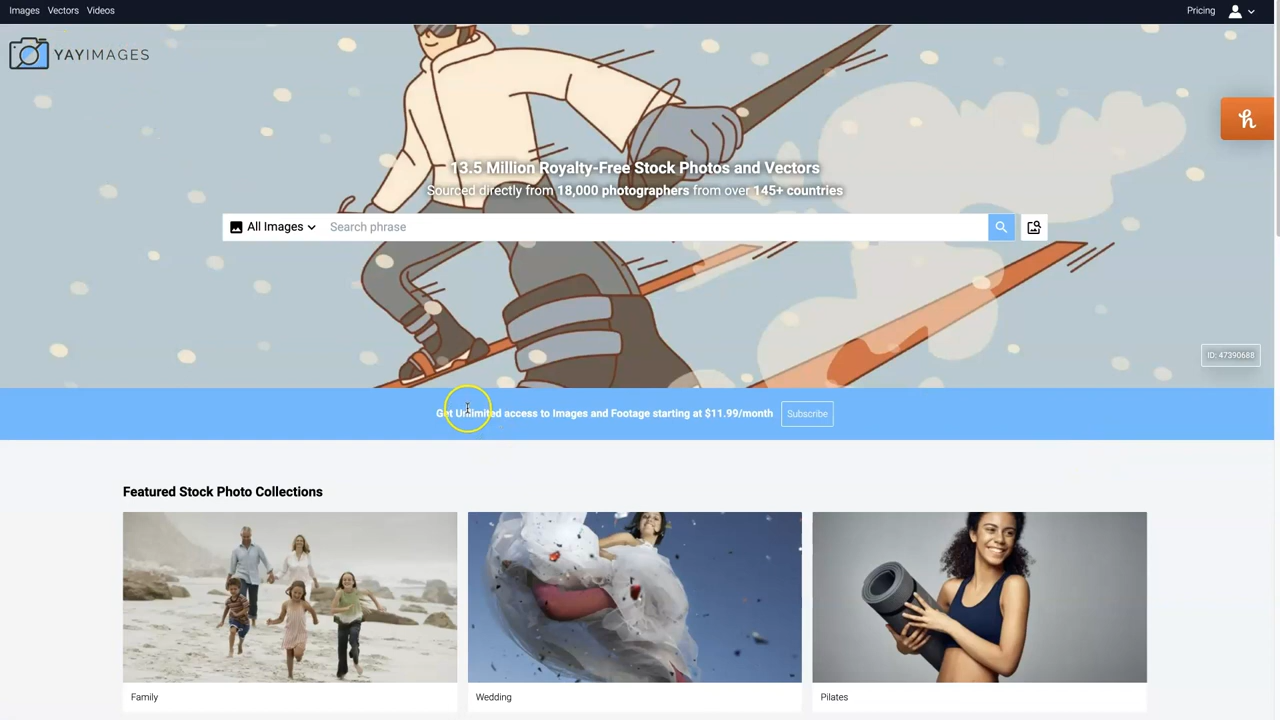 Images Vectors Videos
Pricing
YAYIMAGES
13.5 Million Royalty-Free Stock Photos and Vectors
Sourced directly from 18,000 photographers from over 145+ countries
All Images Search phrase
ID: 47390688
Get Unlimited access to Images and Footage starting at $11.99/month Subscribe
Featured Stock Photo Collections
Family
Wedding
Pilates